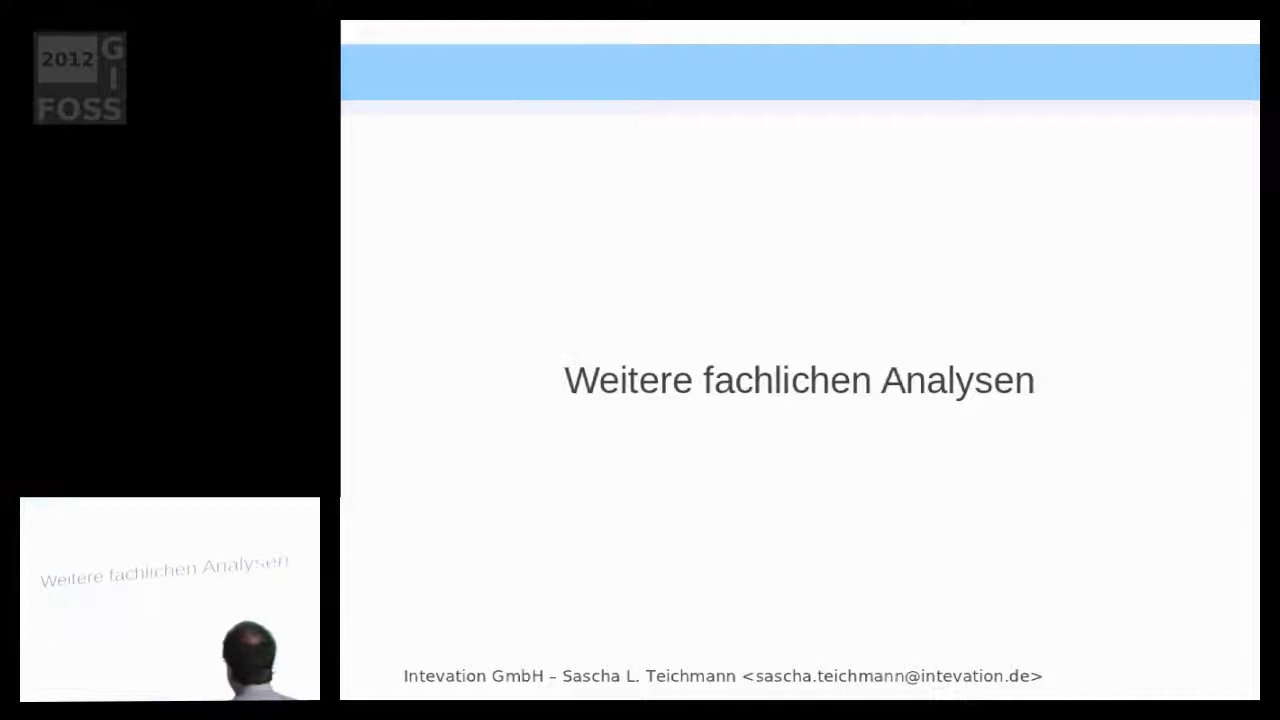 2012
G
I
FOSS
Weitere fachlichen Analysen
Weitere fachlichen Analysen
Intevation GmbH – Sascha L. Teichmann <sascha.teichmann@intevation.de>